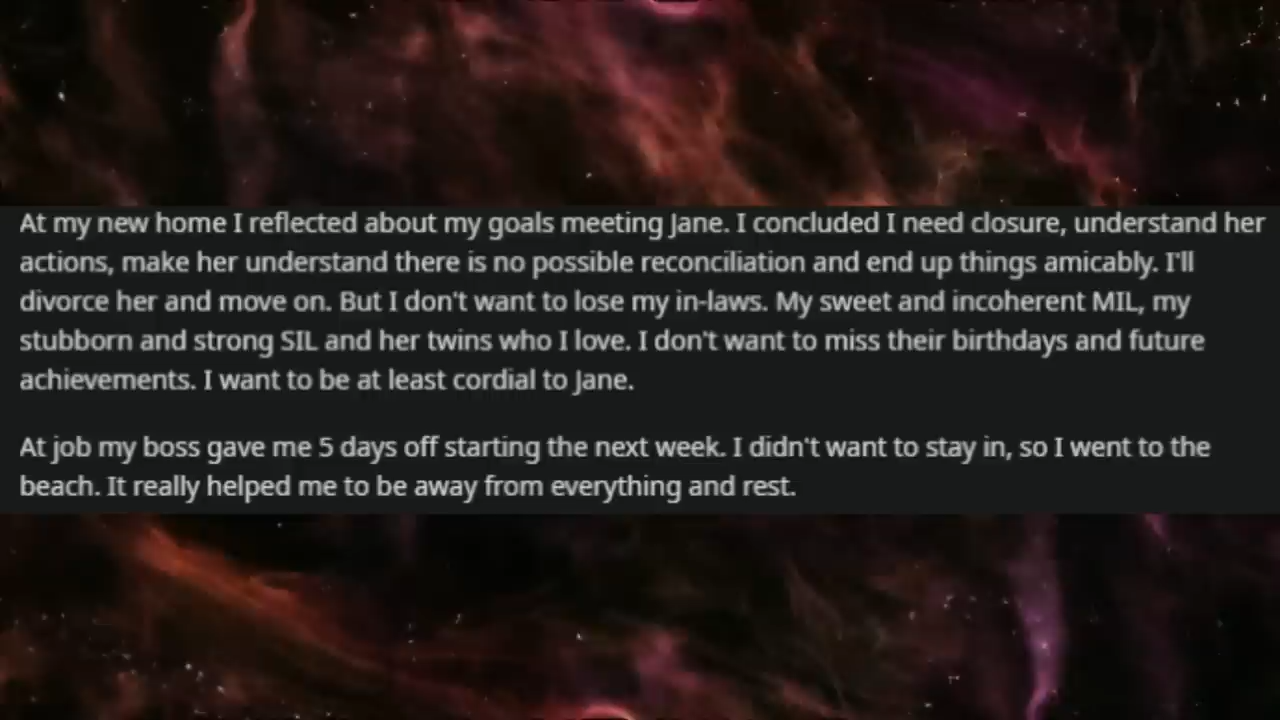 At my new home I reflected about my goals meeting Jane. I concluded I need closure, understand her
actions, make her understand there is no possible reconciliation and end up things amicably. I'll
divorce her and move on. But I don't want to lose my in-laws. My sweet and incoherent MIL, my
stubborn and strong SIL and her twins who I love. I don't want to miss their birthdays and future
achievements. I want to be at least cordial to Jane.
At job my boss gave me 5 days off starting the next week. I didn't want to stay in, so I went to the
beach. It really helped me to be away from everything and rest.